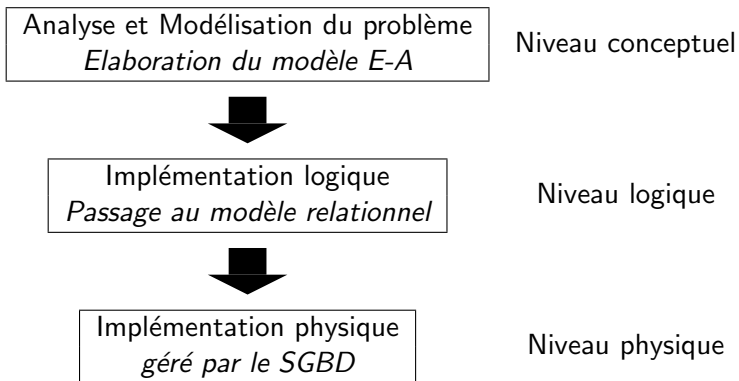 Analyse et Modélisation du problème
Elaboration du modèle E-A
Niveau conceptuel
Implémentation logique
Passage au modèle relationnel
Niveau logique
Implémentation physique
géré par le SGBD
Niveau physique